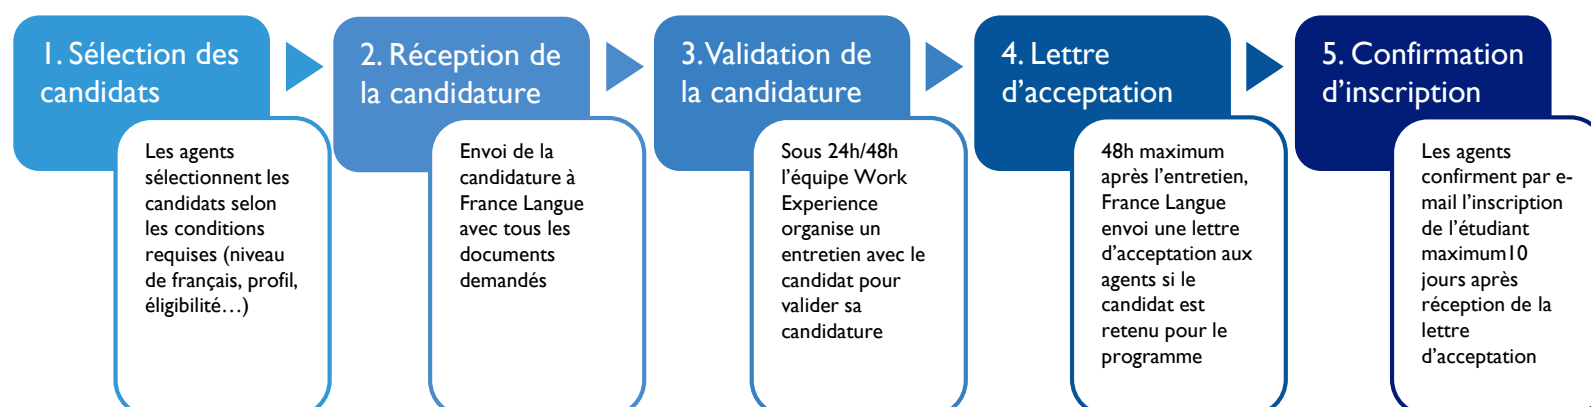 1. Sélection des
candidats
Les agents
sélectionnent les
candidats selon
les conditions
requises (niveau
de français, profil,
éligibilité…)
2. Réception de
la candidature
Envoi de la
candidature à
France Langue
avec tous les
documents
demandés
3.Validation de
la candidature
Sous 24h/48h
l’équipe Work
Experience
organise un
entretien avec le
candidat pour
valider sa
candidature
4. Lettre
d’acceptation
48h maximum
après l’entretien,
France Langue
envoi une lettre
d’acceptation aux
agents si le
candidat est
retenu pour le
programme
5. Confirmation
d’inscription
Les agents
confirment par e-
mail l’inscription
de l’étudiant
maximum10
jours après
réception de la
lettre
d’acceptation